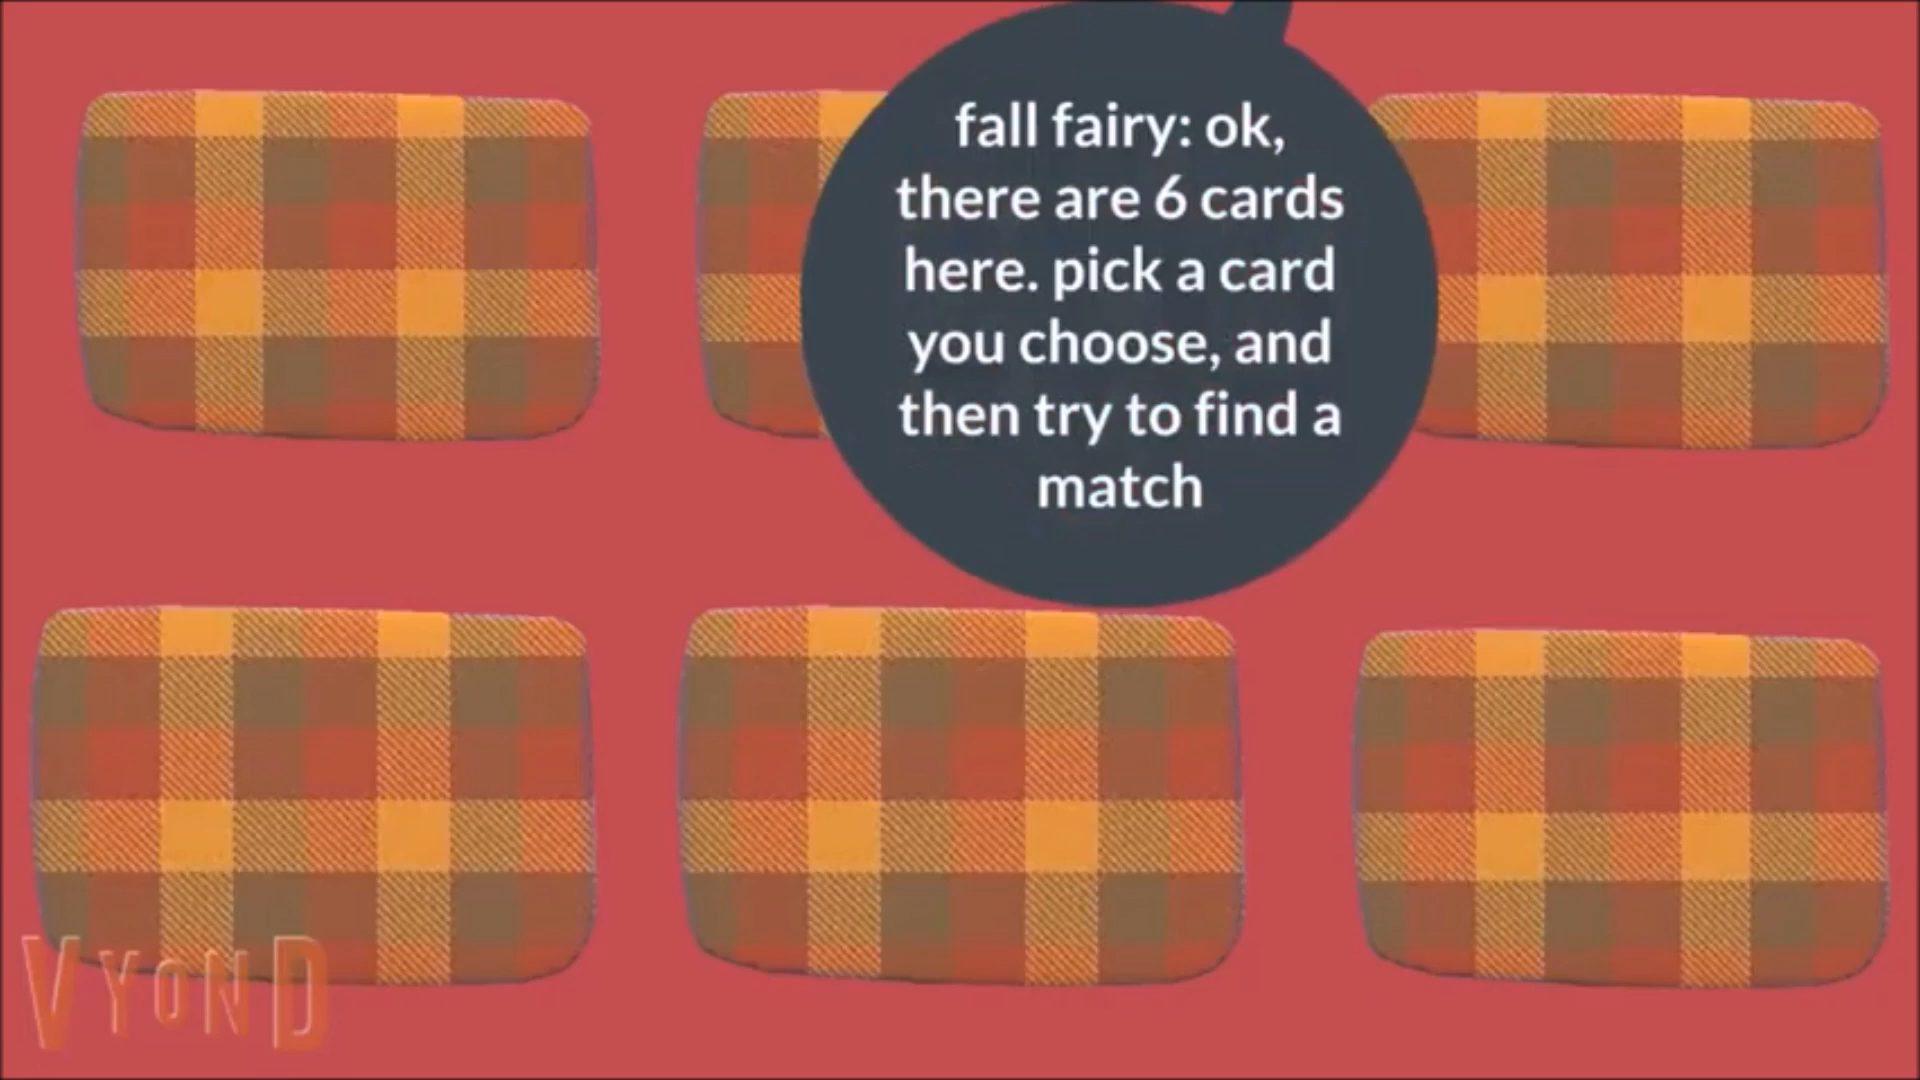 fall fairy: ok,
there are 6 cards
here. pick a card
you choose, and
then try to find a
match
VYOND